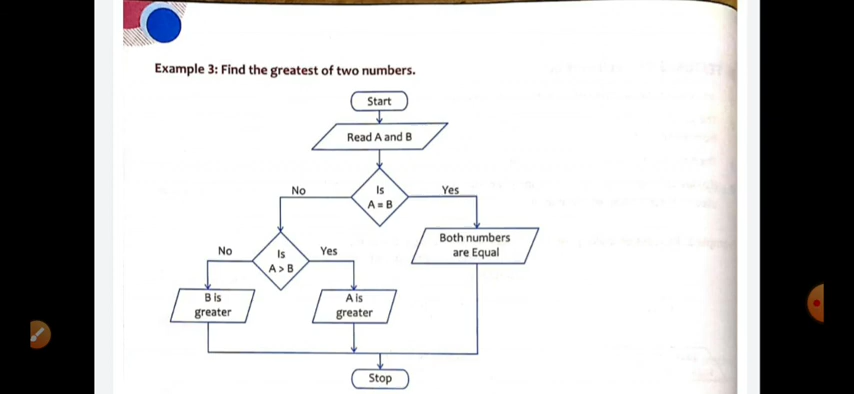 Example 3: Find the greatest of two numbers.
Start
Read A and B
Is
A = B
No
Yes
Both numbers
are Equal
Is
A > B
No
Yes
B is
greater
A is
greater
Stop